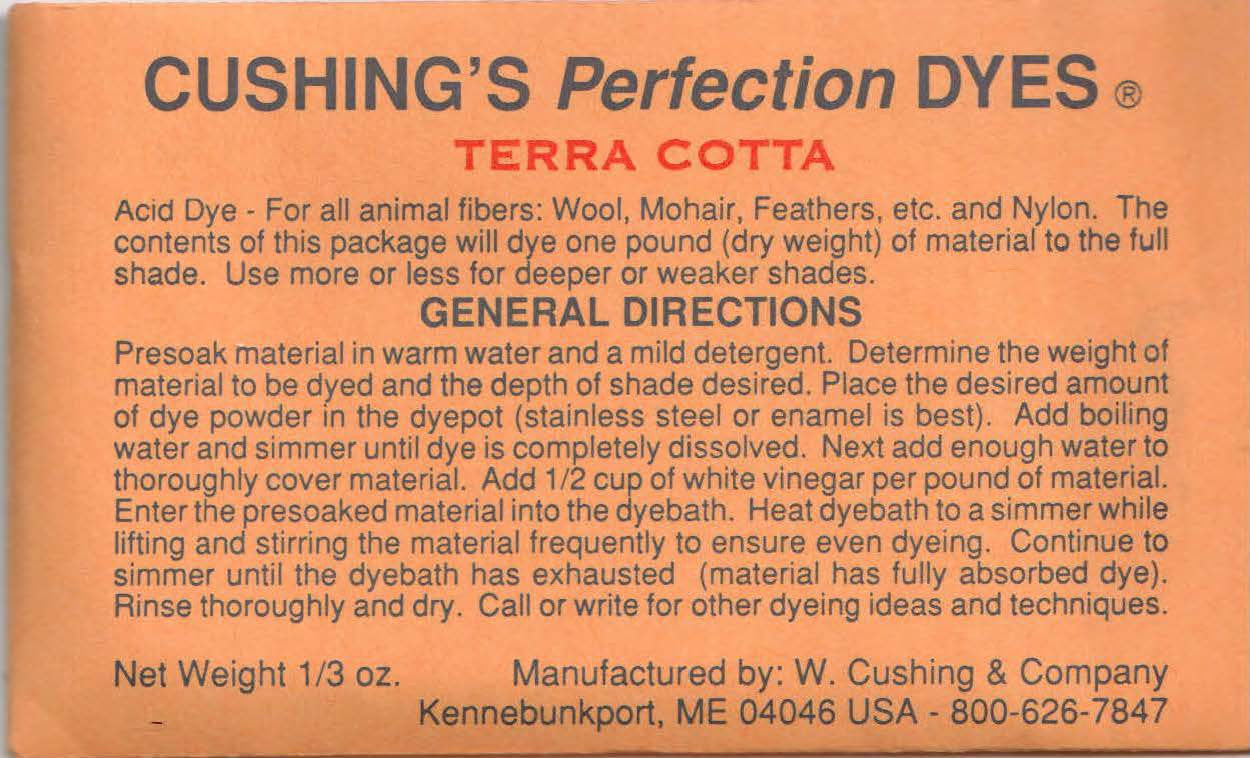 CUSHING'S Perfection DYES ®
TERRA COTTA
Acid Dye - For all animal fibers: Wool, Mohair, Feathers, etc. and Nylon. The
contents of this package will dye one pound (dry weight) of material to the full
shade. Use more or less for deeper or weaker shades.
GENERAL DIRECTIONS
Presoak material in warm water and a mild detergent. Determine the weight of
material to be dyed and the depth of shade desired. Place the desired amount
of dye powder in the dyepot (stainless steel or enamel is best). Add boiling
water and simmer until dye is completely dissolved. Next add enough water to
thoroughly cover material. Add 1/2 cup of white vinegar per pound of material.
Enter the presoaked material into the dyebath. Heat dyebath to a simmer while
lifting and stirring the material frequently to ensure even dyeing. Continue to
simmer until the dyebath has exhausted (material has fully absorbed dye).
Rinse thoroughly and dry. Call or write for other dyeing ideas and techniques.
Net Weight 1/3 oz. Manufactured by: W. Cushing & Company
Kennebunkport, ME 04046 USA - 800-626-7847